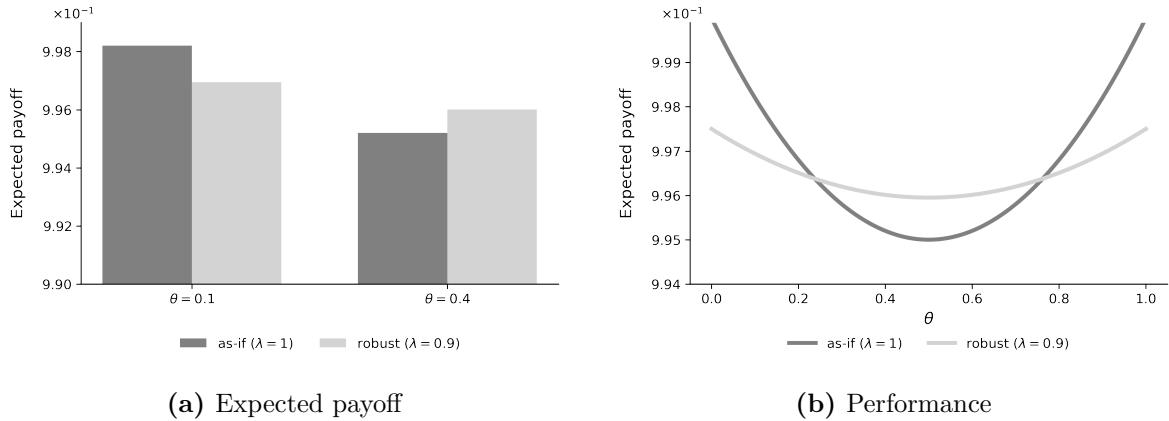 ×10⁻¹
9.98
9.96
9.94
9.92
9.90
Expected payoff
θ = 0.1
θ = 0.4
as-if (λ = 1)
robust (λ = 0.9)
(a) Expected payoff
×10⁻¹
9.99
9.98
9.97
9.96
9.95
9.94
Expected payoff
0.0 0.2 0.4 0.6 0.8 1.0
θ
as-if (λ = 1)
robust (λ = 0.9)
(b) Performance